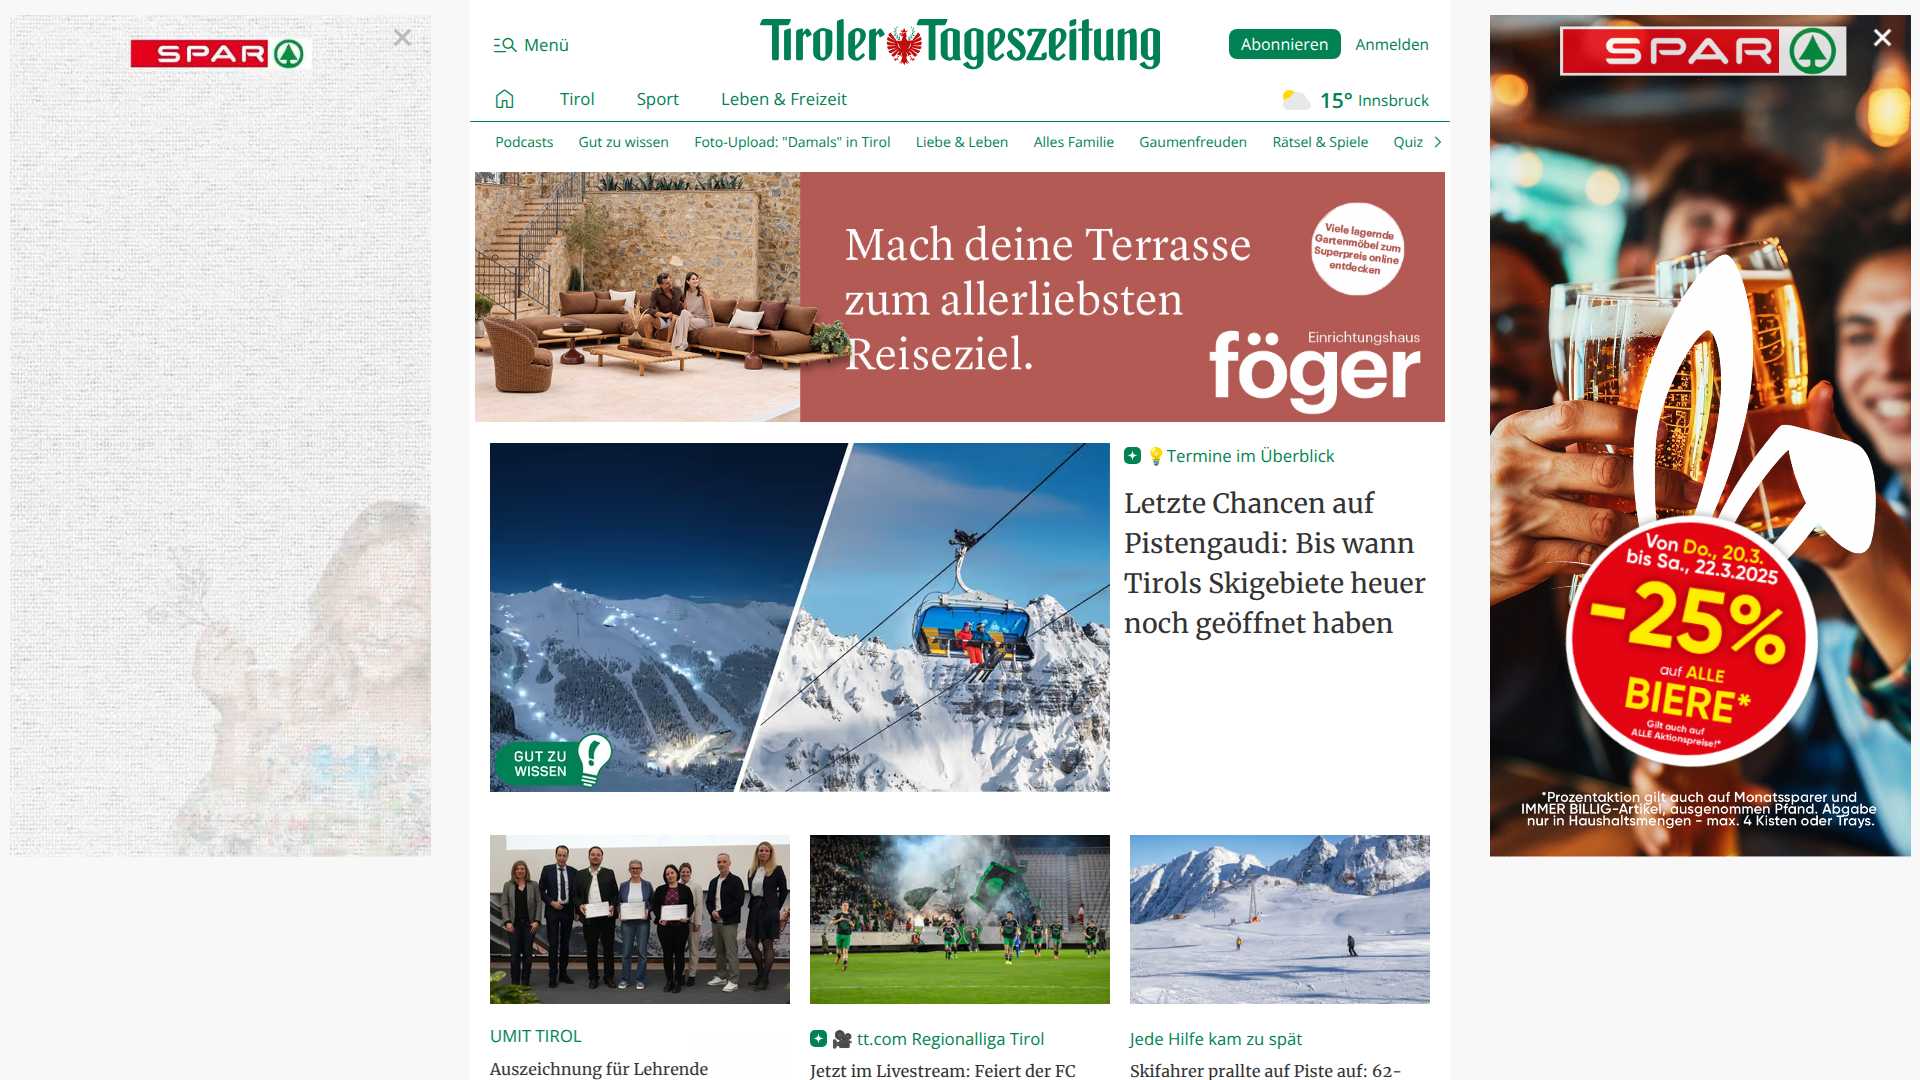 SPAR
Menü
Tiroler Tageszeitung
Abonnieren
Anmelden
Tirol
Sport
Leben & Freizeit
15° Innsbruck
Podcasts
Gut zu wissen
Foto-Upload: "Damals" in Tirol
Liebe & Leben
Alles Familie
Gaumenfreuden
Rätsel & Spiele
Quiz
Mach deine Terrasse
zum allerliebsten
Reiseziel.
Viele lagernde
Gartenmöbel zum
Superpreis online
entdecken
Einrichtungshaus
föger
GUT ZU
WISSEN
💡Termine im Überblick
Letzte Chancen auf
Pistengaudi: Bis wann
Tirols Skigebiete heuer
noch geöffnet haben
UMIT TIROL
Auszeichnung für Lehrende
🎥 tt.com Regionalliga Tirol
Jetzt im Livestream: Feiert der FC
Jede Hilfe kam zu spät
Skifahrer prallte auf Piste auf: 62-
SPAR
Von Do., 20.3.
bis Sa., 22.3.2025
-25%
auf ALLE
BIERE*
Gilt auch auf
ALLE Aktionspreise!*
*Prozentaktion gilt auch auf Monatssparer und
IMMER BILLIG-Artikel, ausgenommen Pfand. Abgabe
nur in Haushaltsmengen - max. 4 Kisten oder Trays.